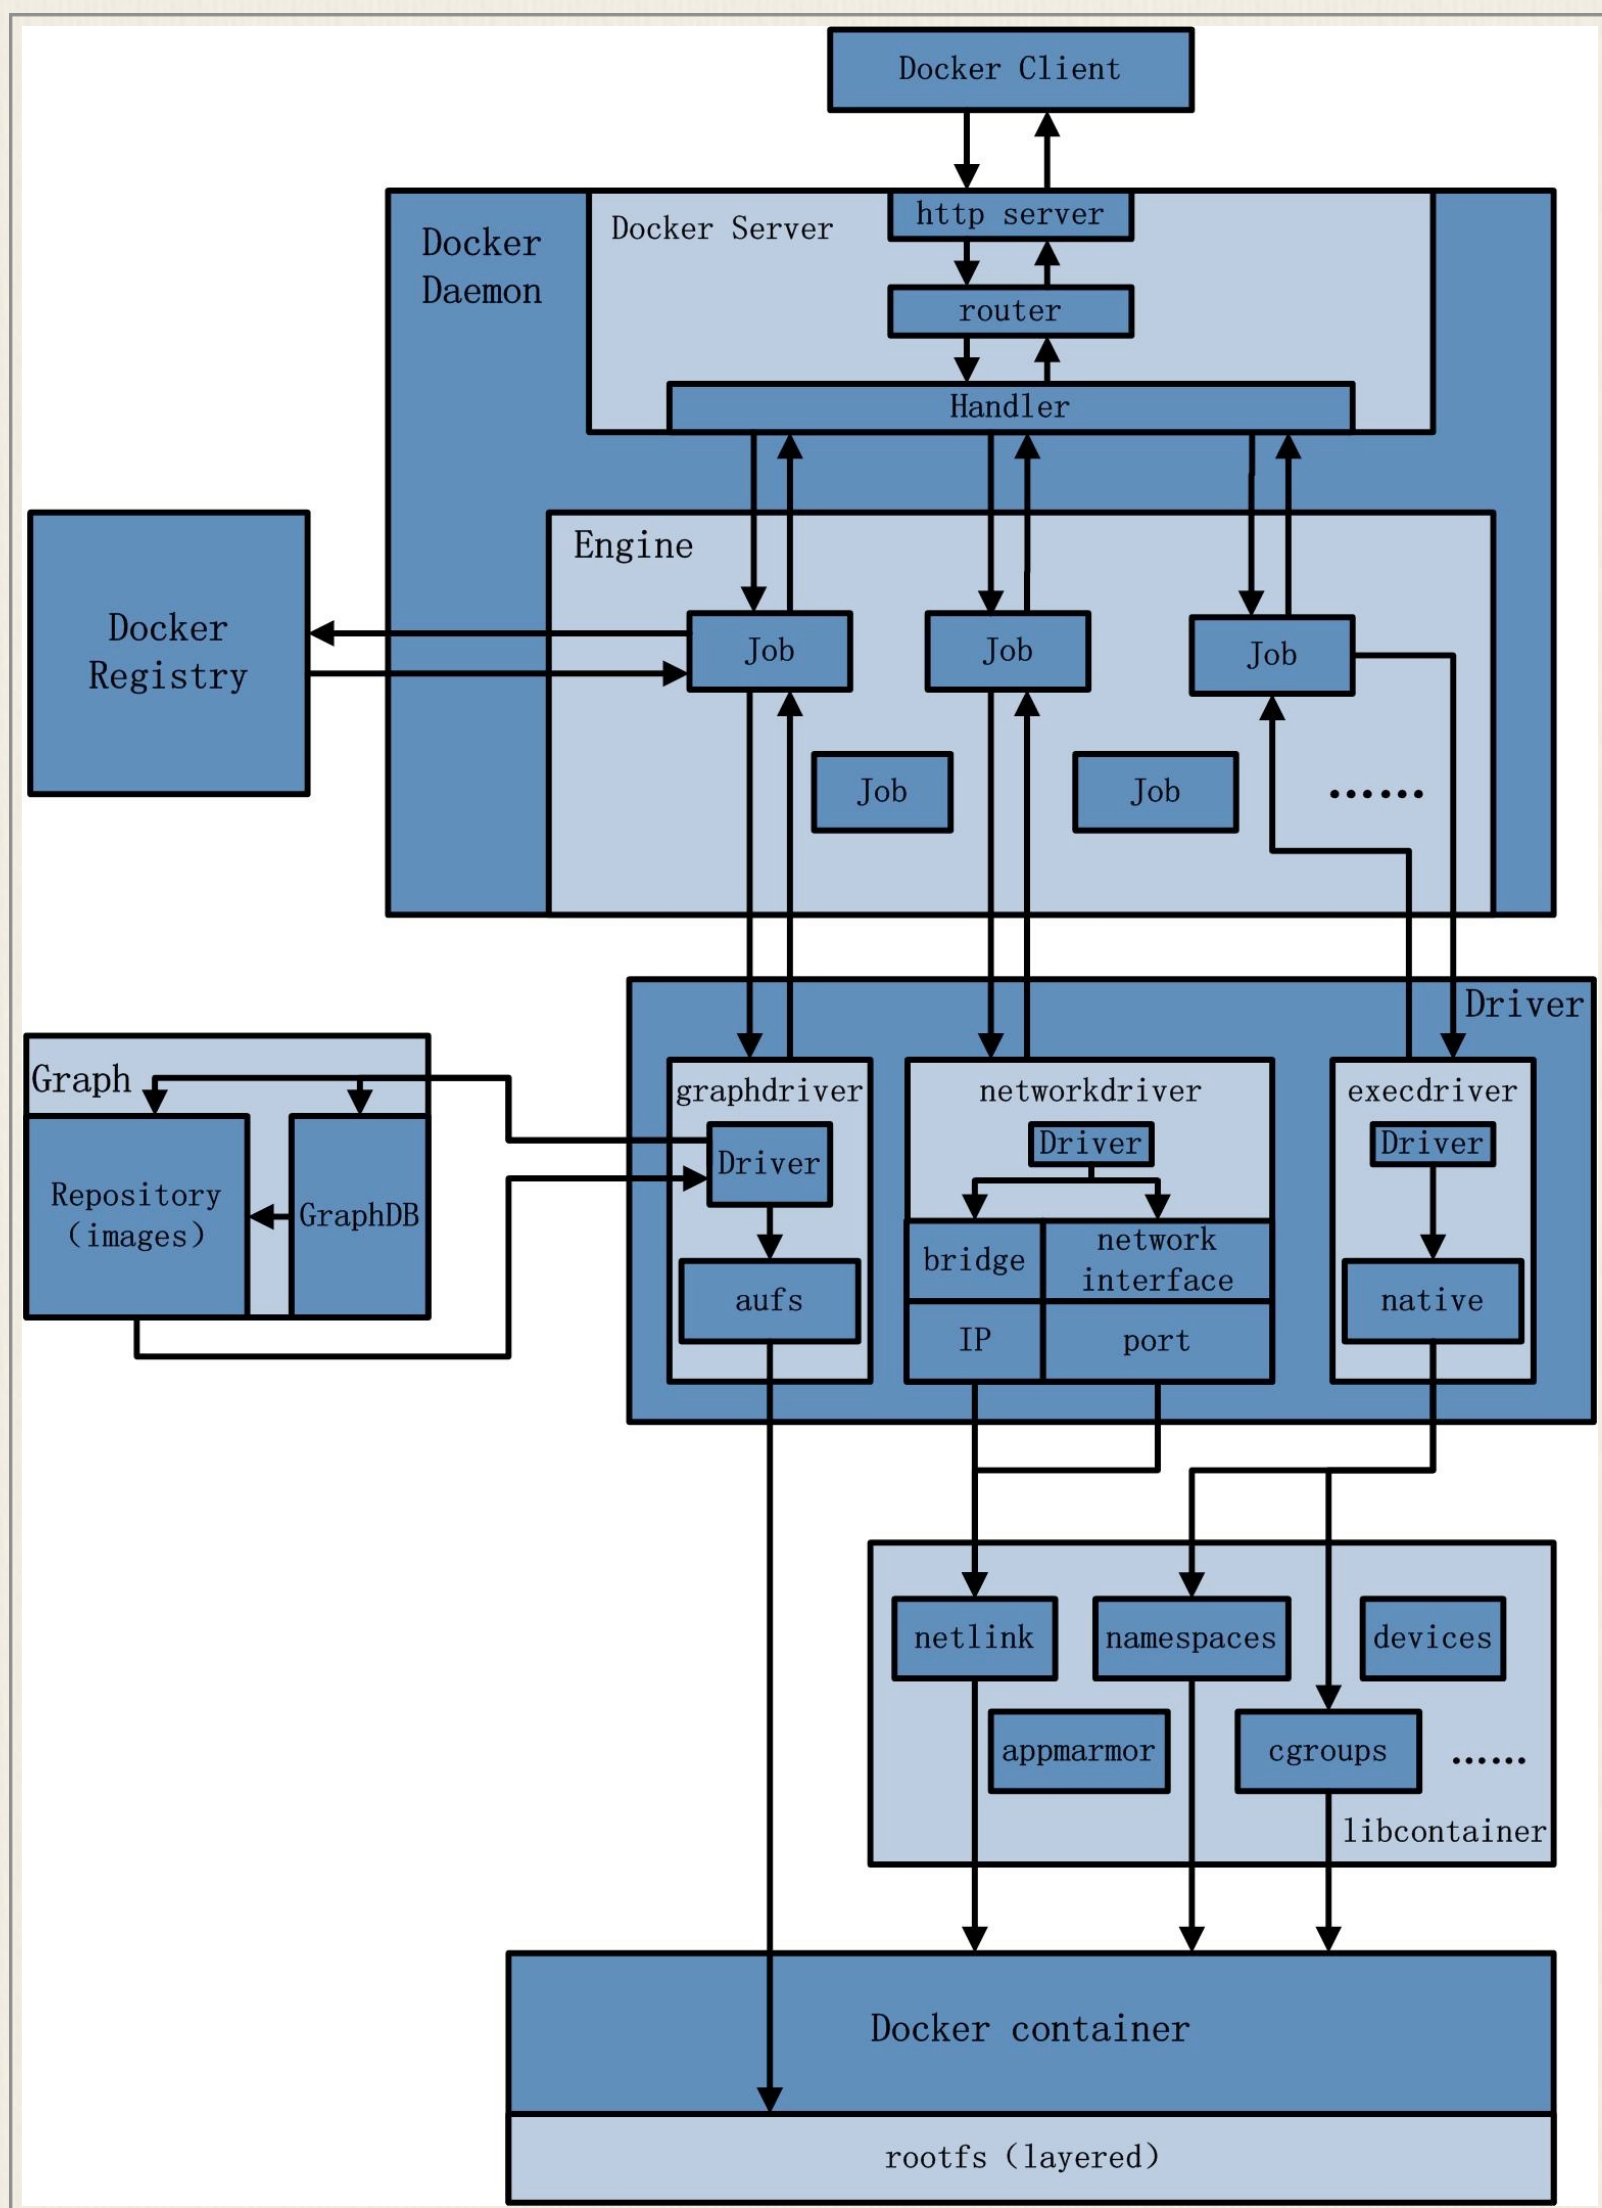 Docker Client
http server
Docker Server
Docker
Daemon
router
Handler
Engine
Docker
Registry
Job
Job
Job
Job
Job
......
Driver
Graph
graphdriver
networkdriver
execdriver
Driver
Driver
Driver
Repository
(images)
GraphDB
bridge
network
interface
aufs
native
IP
port
netlink
namespaces
devices
appmarmor
cgroups
......
libcontainer
Docker container
rootfs (layered)